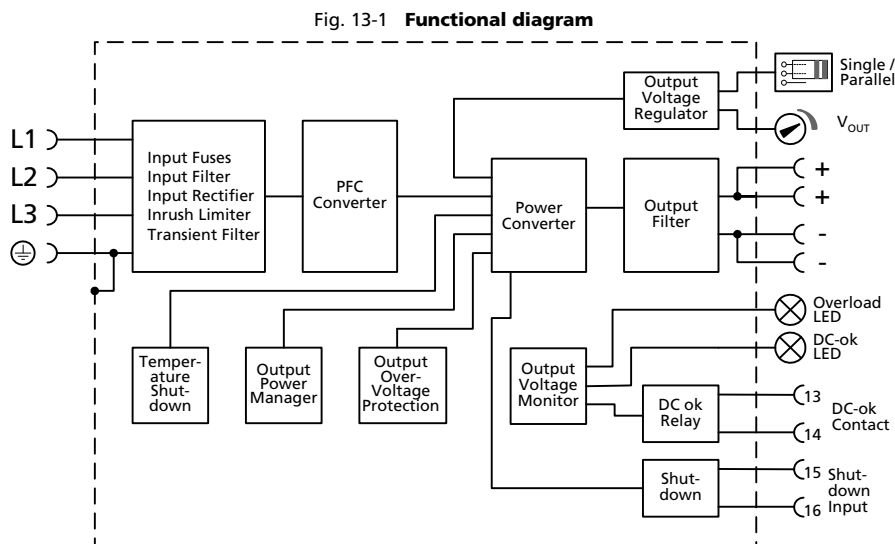 Fig. 13-1 Functional diagram
Output
Voltage
Regulator
Single /
Parallel
VOUT
L1
L2
L3
Input Fuses
Input Filter
Input Rectifier
Inrush Limiter
Transient Filter
PFC
Converter
Power
Converter
Output
Filter
+
+
-
-
Temper-
ature
Shut-
down
Output
Power
Manager
Output
Over-
Voltage
Protection
Output
Voltage
Monitor
Overload
LED
DC-ok
LED
DC ok
Relay
13
14
DC-ok
Contact
Shut-
down
15
16
Shut-
down
Input